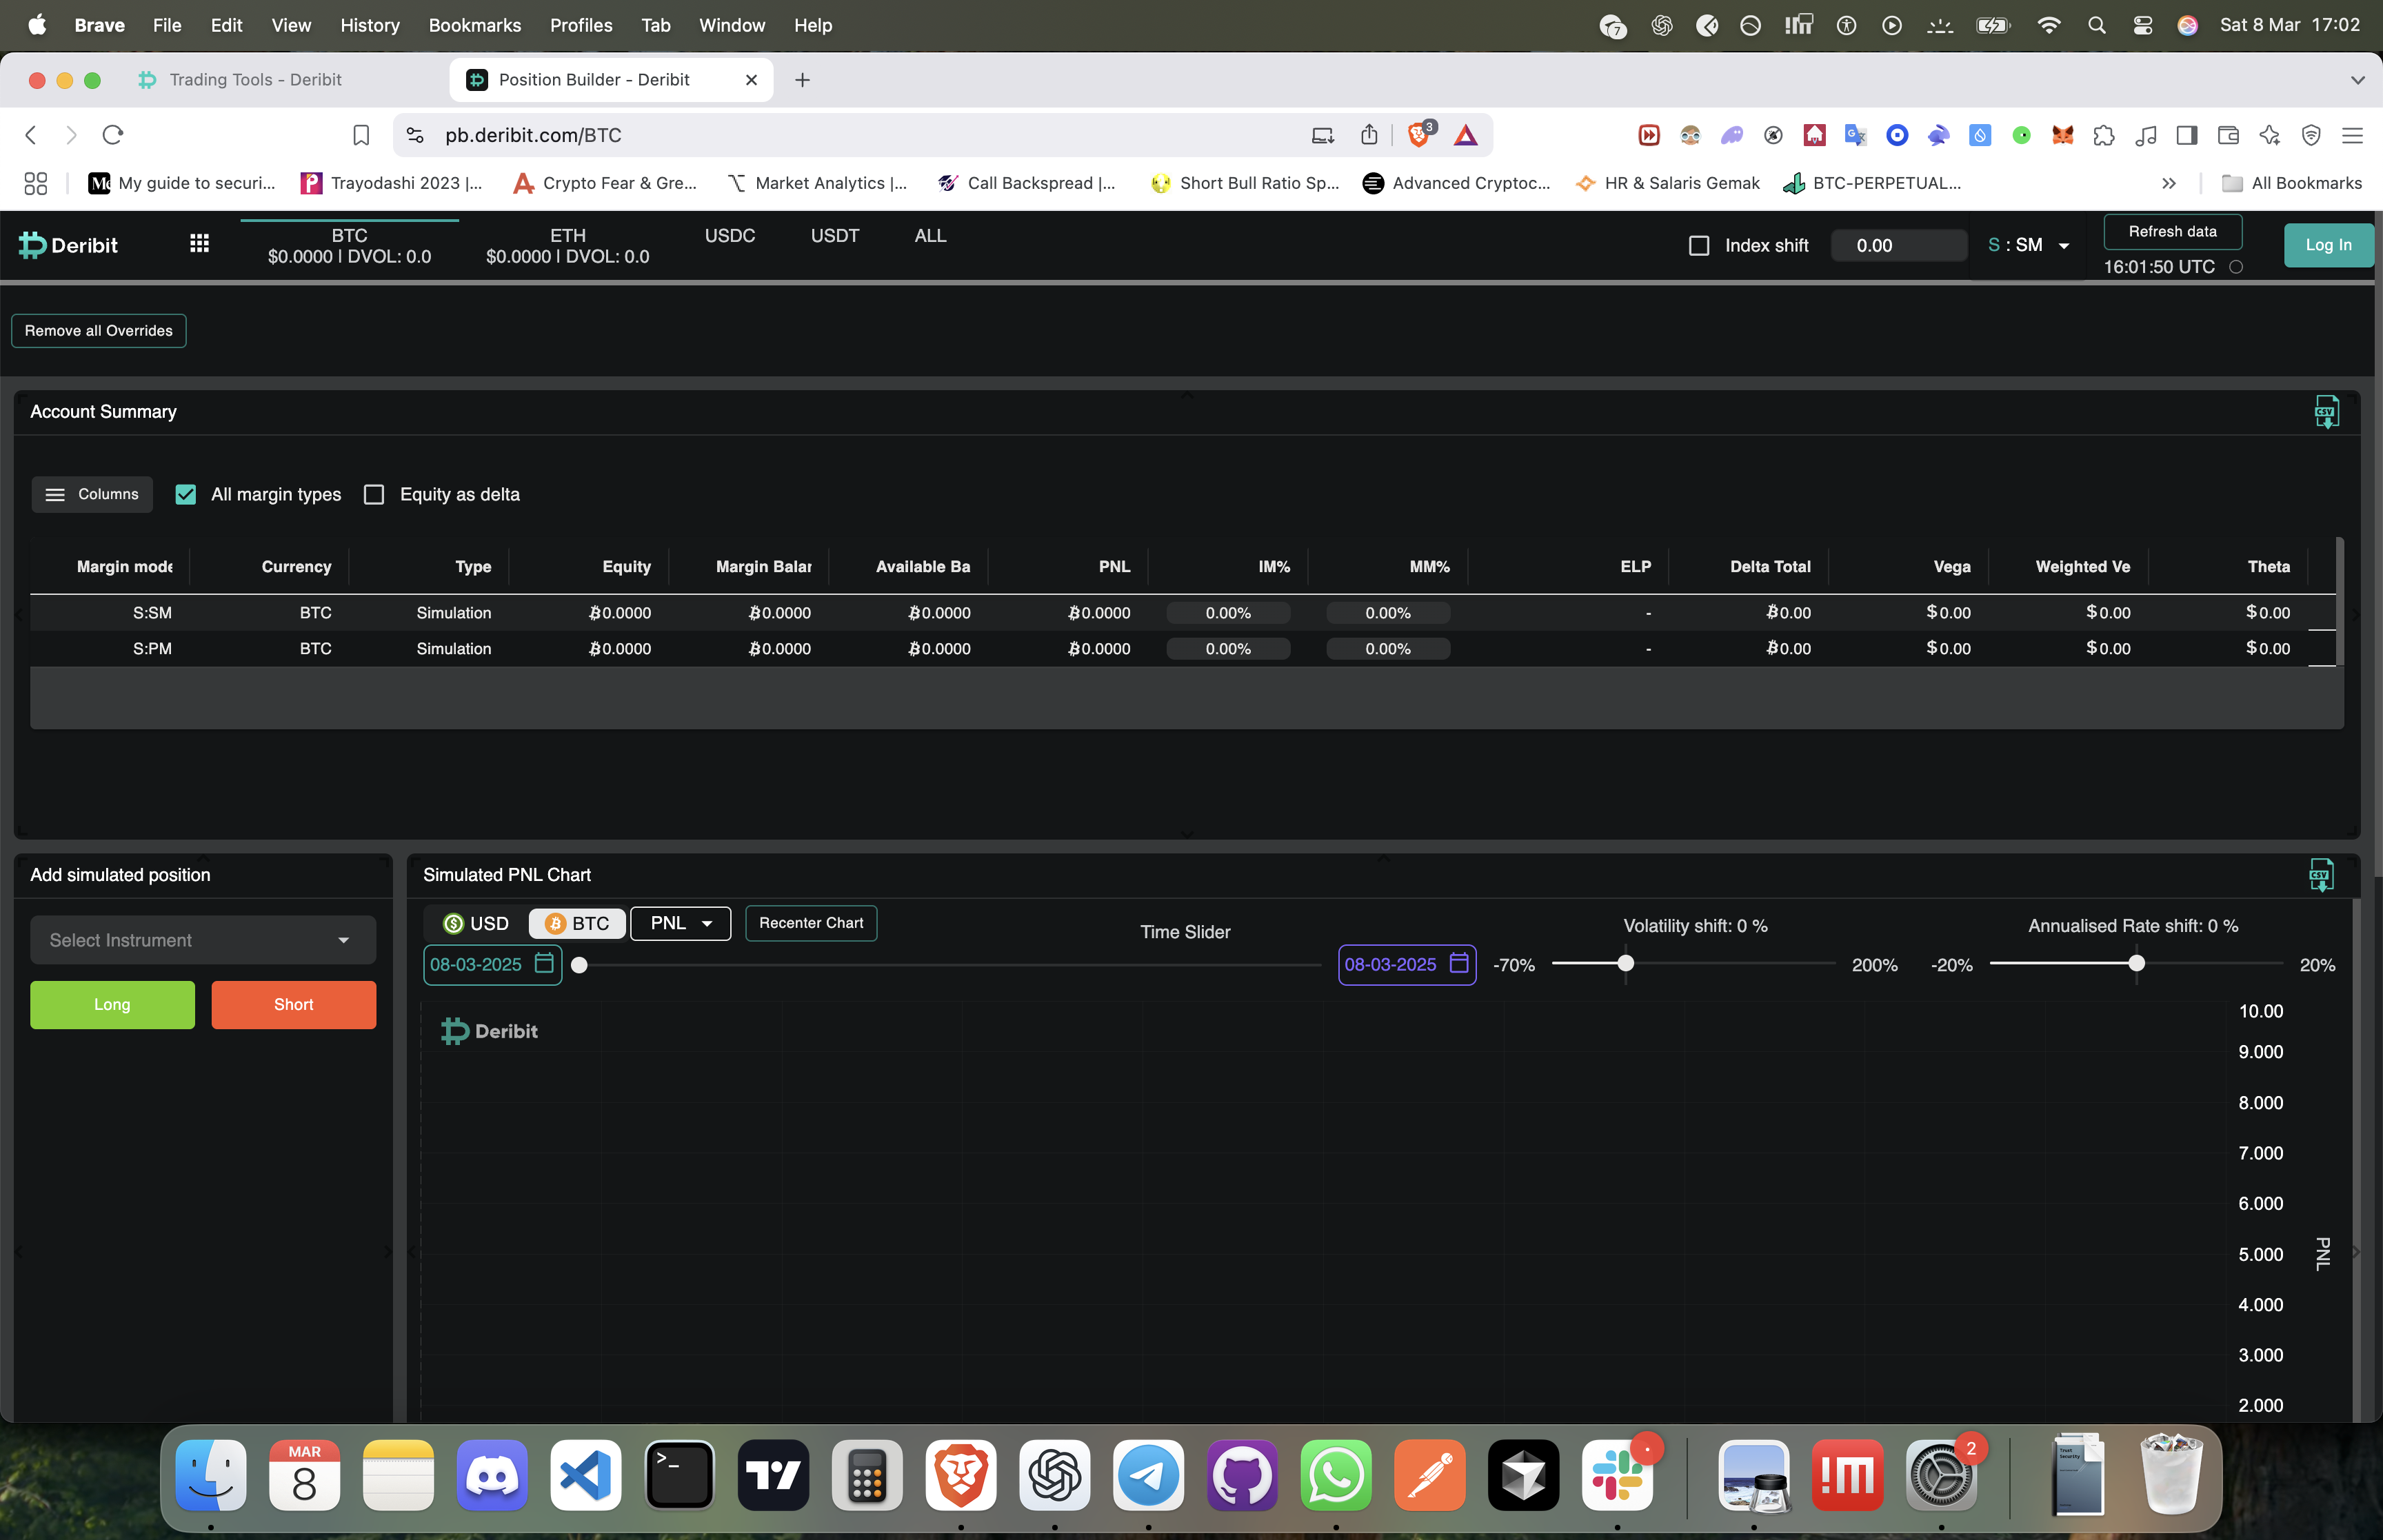 Brave File Edit View History Bookmarks Profiles Tab Window Help 7 Sat 8 Mar 17:02
Trading Tools - Deribit Position Builder - Deribit
pb.deribit.com/BTC 3
Me My guide to securi... Trayodashi 2023 |... Crypto Fear & Gre... Market Analytics |... Call Backspread |... Short Bull Ratio Sp... Advanced Cryptoc... HR & Salaris Gemak BTC-PERPETUAL... All Bookmarks
Deribit BTC ETH USDC USDT ALL Index shift 0.00 S : SM Refresh data Log In
$0.0000 | DVOL: 0.0 $0.0000 | DVOL: 0.0 16:01:50 UTC
Remove all Overrides
Account Summary CSV
Columns All margin types Equity as delta
Margin mode Currency Type Equity Margin Balar Available Ba PNL IM% MM% ELP Delta Total Vega Weighted Ve Theta
S:SM BTC Simulation ₿0.0000 ₿0.0000 ₿0.0000 ₿0.0000 0.00% 0.00% - ₿0.00 $0.00 $0.00 $0.00
S:PM BTC Simulation ₿0.0000 ₿0.0000 ₿0.0000 ₿0.0000 0.00% 0.00% - ₿0.00 $0.00 $0.00 $0.00
Add simulated position
Select Instrument
Long Short
Simulated PNL Chart CSV
USD BTC PNL Recenter Chart Time Slider Volatility shift: 0 % Annualised Rate shift: 0 %
08-03-2025 08-03-2025 -70% 200% -20% 20%
Deribit
10.00
9.000
8.000
7.000
6.000
5.000
4.000
3.000
2.000
PNL
MAR
8
2